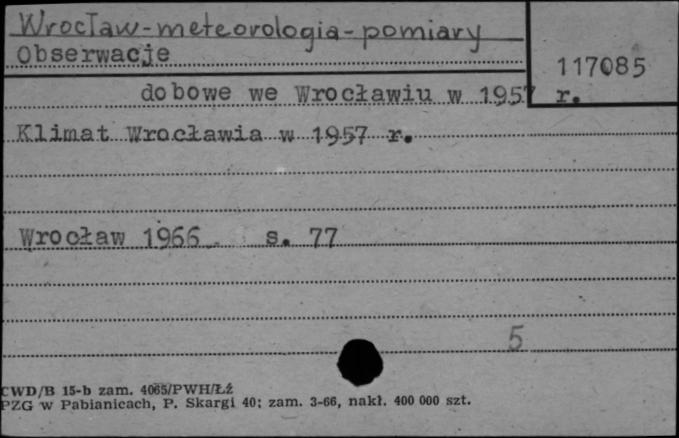 Wrocław - meteorologia - pomiary
Obserwacje
117085
dobowe we Wrocławiu w 1957 r.
Klimat Wrocławia w 1957 r.
Wrocław 1966. s. 77
5
CWD/B 15-b zam. 4065/PWH/ŁŹ
PZG w Pabianicach, P. Skargi 40; zam. 3-66, nakł. 400 000 szt.